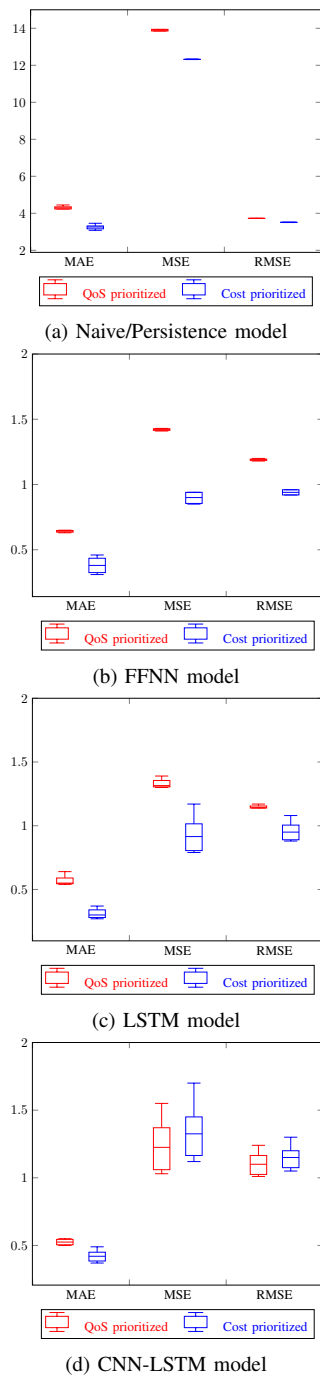 14
12
10
8
6
4
2
MAE MSE RMSE
QoS prioritized Cost prioritized
(a) Naive/Persistence model
2
1.5
1
0.5
MAE MSE RMSE
QoS prioritized Cost prioritized
(b) FFNN model
2
1.5
1
0.5
MAE MSE RMSE
QoS prioritized Cost prioritized
(c) LSTM model
2
1.5
1
0.5
MAE MSE RMSE
QoS prioritized Cost prioritized
(d) CNN-LSTM model